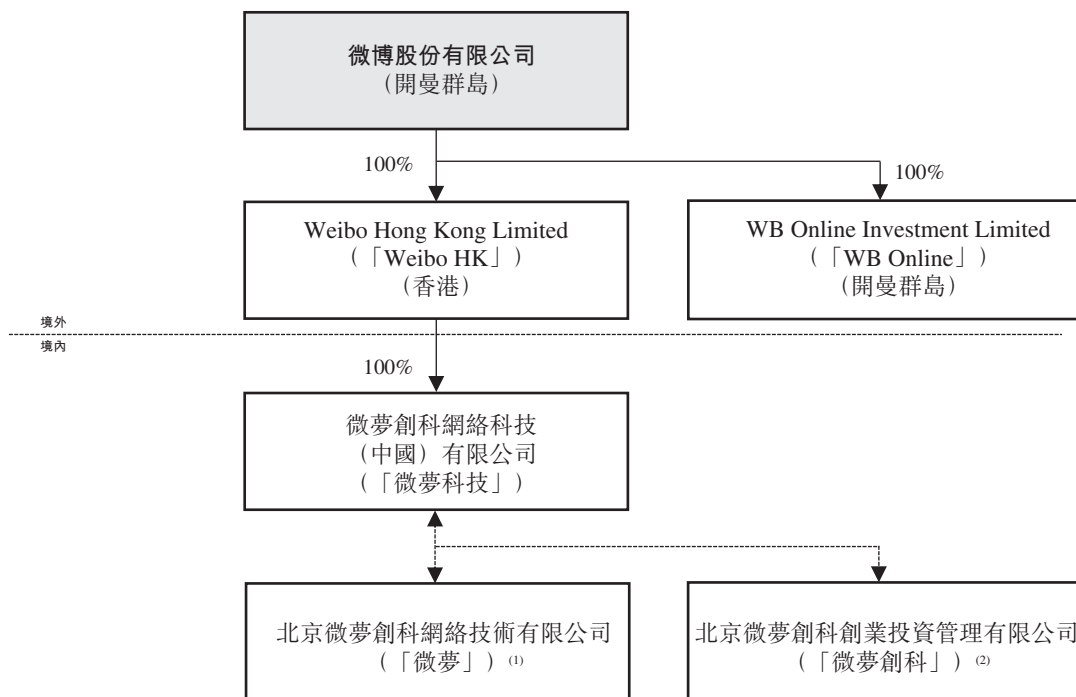 微博股份有限公司
（開曼群島）
100%
100%
Weibo Hong Kong Limited
（「Weibo HK」）
（香港）
WB Online Investment Limited
（「WB Online」）
（開曼群島）
境外
境內
100%
微夢創科網絡科技
（中國）有限公司
（「微夢科技」）
北京微夢創科網絡技術有限公司
（「微夢」）(1)
北京微夢創科創業投資管理有限公司
（「微夢創科」）(2)